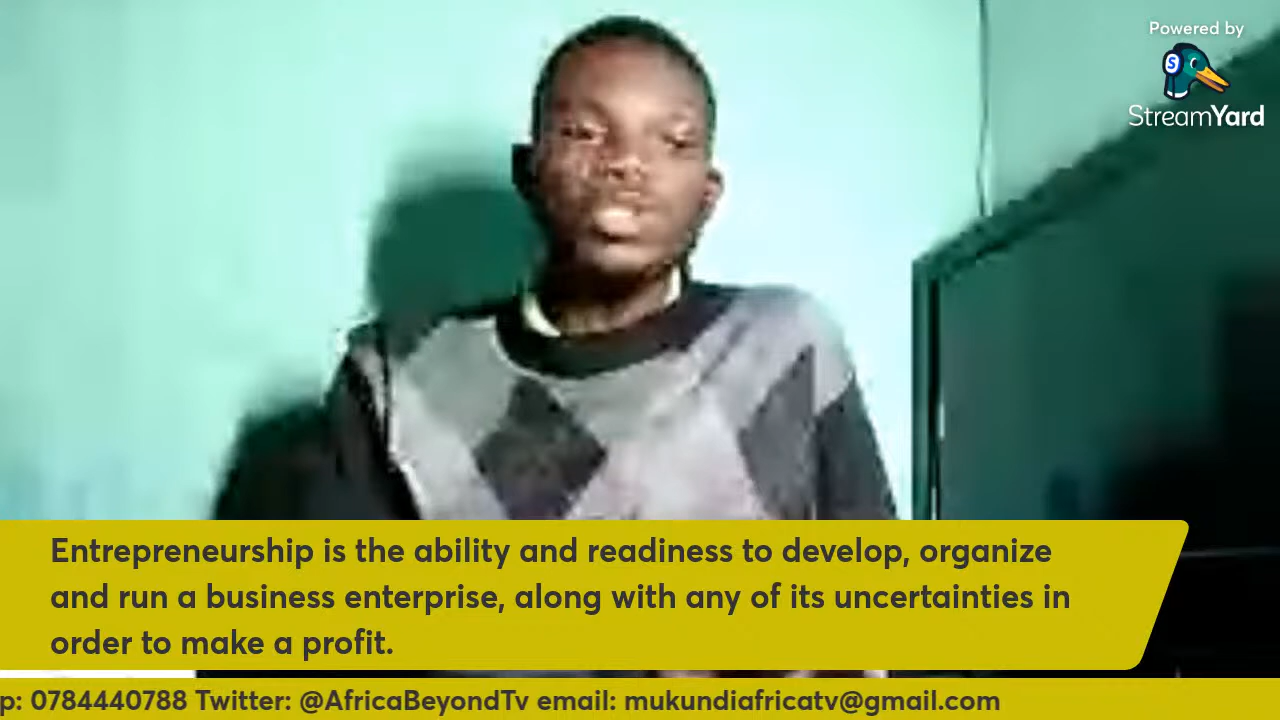 Powered by
StreamYard
Entrepreneurship is the ability and readiness to develop, organize
and run a business enterprise, along with any of its uncertainties in
order to make a profit.
p: 0784440788 Twitter: @AfricaBeyondTv email: mukundiafricatv@gmail.com